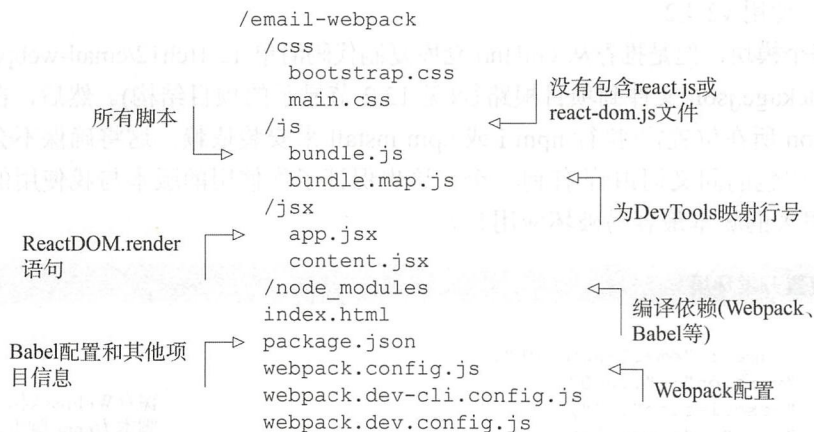 /email-webpack
/css
bootstrap.css
main.css
没有包含react.js或
react-dom.js文件
所有脚本
/js
bundle.js
bundle.map.js
为DevTools映射行号
/jsx
ReactDOM.render
语句
app.jsx
content.jsx
/node_modules
编译依赖(Webpack、
Babel等)
index.html
Babel配置和其他项
目信息
package.json
webpack.config.js
Webpack配置
webpack.dev-cli.config.js
webpack.dev.config.js